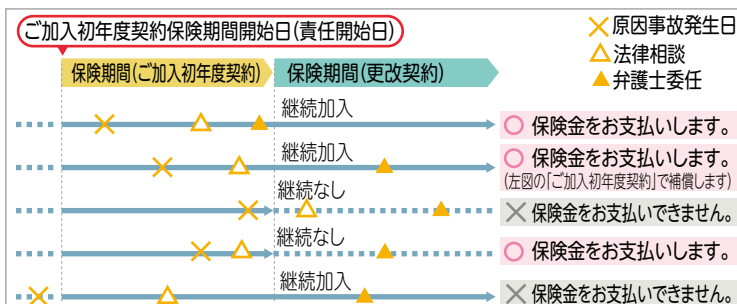 ご加入初年度契約保険期間開始日(責任開始日)
原因事故発生日
法律相談
弁護士委任
保険期間(ご加入初年度契約)
保険期間(更改契約)
継続加入
保険金をお支払いします。
継続加入
保険金をお支払いします。
(左図の「ご加入初年度契約」で補償します)
継続なし
保険金をお支払いできません。
継続なし
保険金をお支払いします。
継続加入
保険金をお支払いできません。